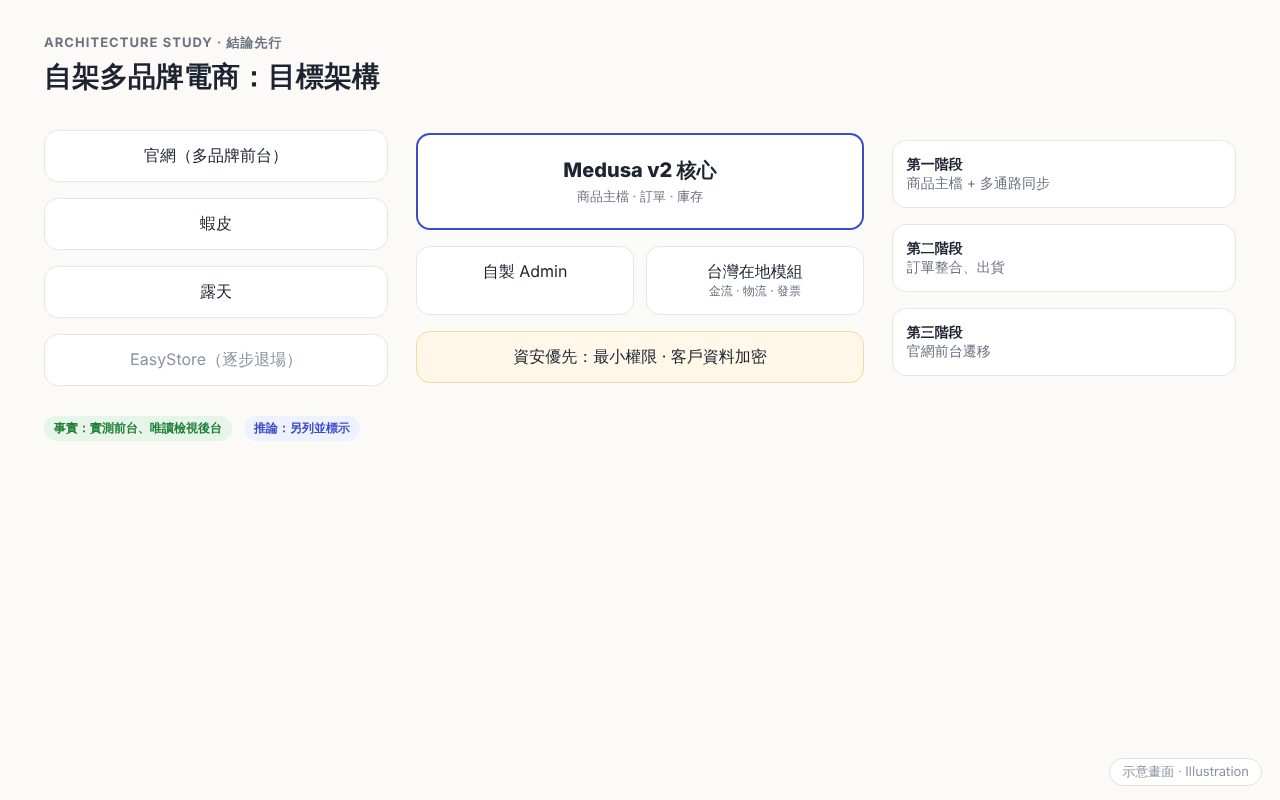 ARCHITECTURE STUDY · 結論先行
自架多品牌電商：目標架構
官網（多品牌前台）
蝦皮
露天
EasyStore（逐步退場）
Medusa v2 核心
商品主檔 · 訂單 · 庫存
自製 Admin
台灣在地模組
金流 · 物流 · 發票
資安優先：最小權限 · 客戶資料加密
第一階段
商品主檔 + 多通路同步
第二階段
訂單整合、出貨
第三階段
官網前台遷移
事實：實測前台、唯讀檢視後台
推論：另列並標示
示意畫面 · Illustration